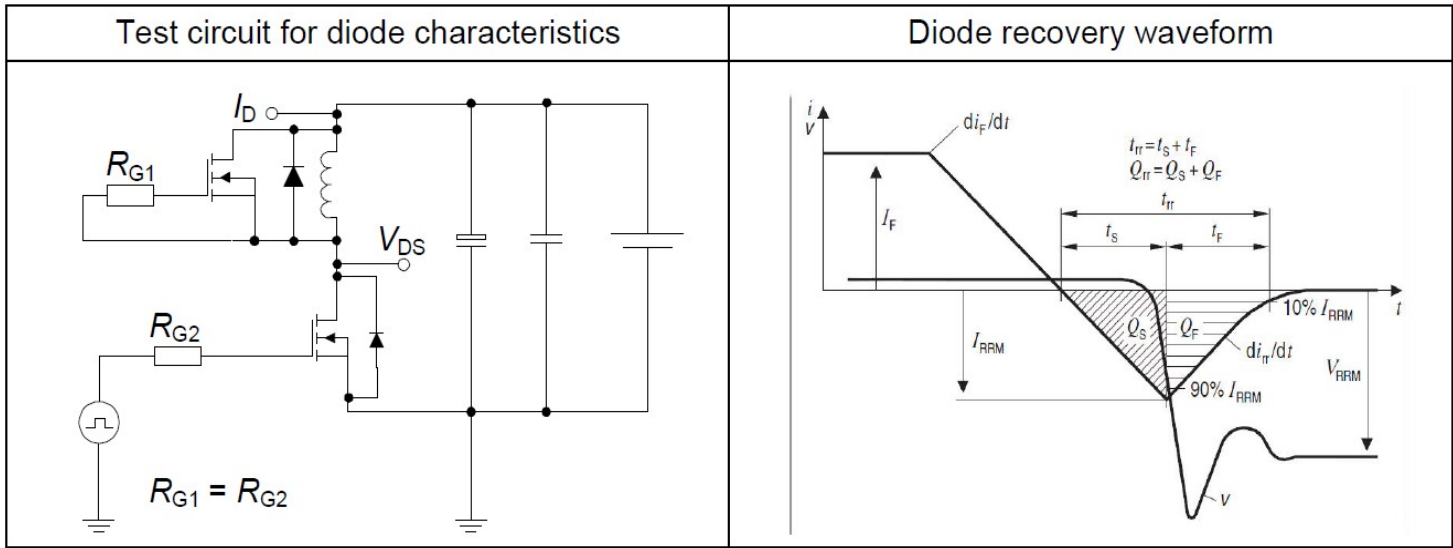 Test circuit for diode characteristics
Diode recovery waveform
I_D
R_G1
V_DS
R_G2
R_G1 = R_G2
i
v
di_F/dt
t_rr = t_S + t_F
Q_rr = Q_S + Q_F
t_rr
I_F
t_S
t_F
10% I_RRM
t
Q_S
Q_F
I_RRM
di_rr/dt
V_RRM
90% I_RRM
v